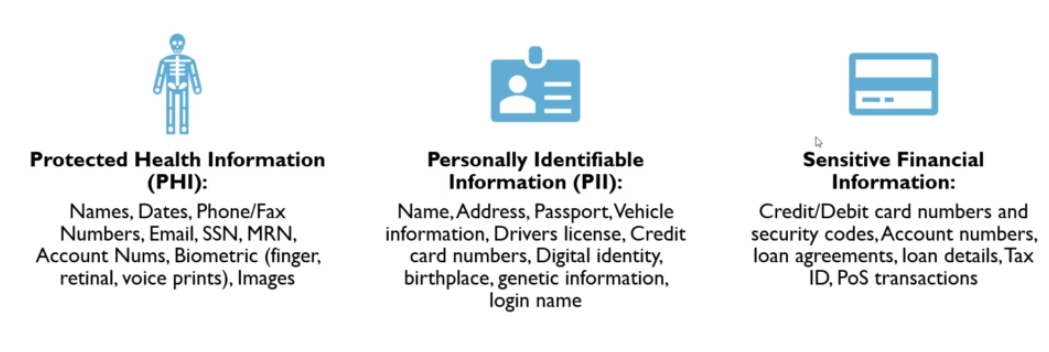 Protected Health Information
(PHI):
Names, Dates, Phone/Fax
Numbers, Email, SSN, MRN,
Account Nums, Biometric (finger,
retinal, voice prints), Images
Personally Identifiable
Information (PII):
Name, Address, Passport, Vehicle
information, Drivers license, Credit
card numbers, Digital identity,
birthplace, genetic information,
login name
Sensitive Financial
Information:
Credit/Debit card numbers and
security codes, Account numbers,
loan agreements, loan details, Tax
ID, PoS transactions